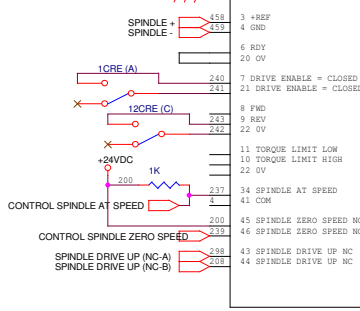 SPINDLE + 458 3 +REF
SPINDLE - 459 4 GND
6 RDY
20 OV
1CRE (A)
240 7 DRIVE ENABLE = CLOSED
241 21 DRIVE ENABLE = CLOSED
12CRE (C)
8 FWD
243 9 REV
242 22 0V
11 TORQUE LIMIT LOW
10 TORQUE LIMIT HIGH
22 0V
+24VDC
1K
200
237 34 SPINDLE AT SPEED
CONTROL SPINDLE AT SPEED 4 41 COM
200 45 SPINDLE ZERO SPEED NO
CONTROL SPINDLE ZERO SPEED 239 46 SPINDLE ZERO SPEED NO
SPINDLE DRIVE UP (NC-A) 298 43 SPINDLE DRIVE UP NC
SPINDLE DRIVE UP (NC-B) 208 44 SPINDLE DRIVE UP NC